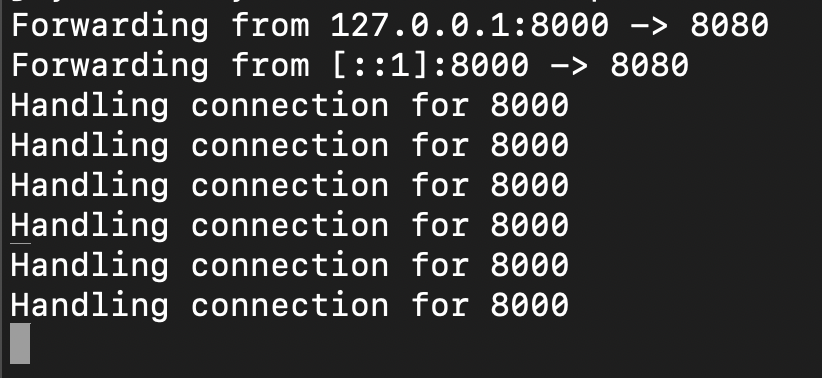 Forwarding from 127.0.0.1:8000 -> 8080
Forwarding from [::1]:8000 -> 8080
Handling connection for 8000
Handling connection for 8000
Handling connection for 8000
Handling connection for 8000
Handling connection for 8000
Handling connection for 8000